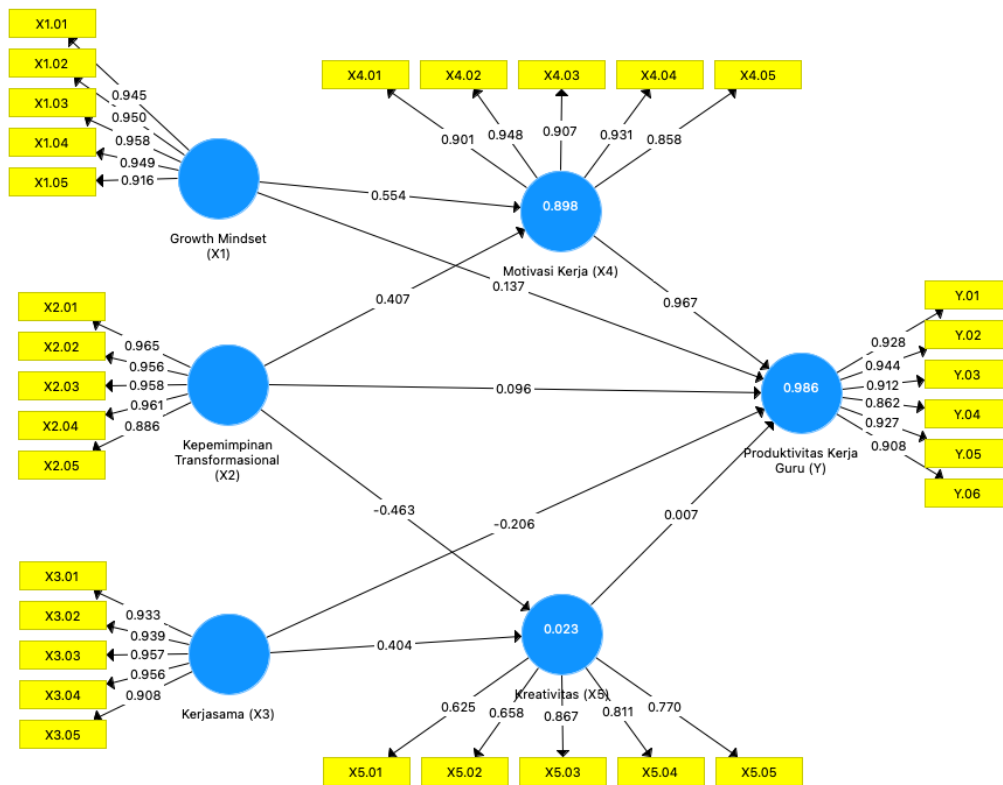 X1.01
X1.02
X1.03
X1.04
X1.05
0.945
0.950
0.958
0.949
0.916
Growth Mindset
(X1)
X4.01
X4.02
X4.03
X4.04
X4.05
0.901
0.948
0.907
0.931
0.858
0.898
Motivasi Kerja (X4)
0.554
0.137
0.407
0.967
X2.01
X2.02
X2.03
X2.04
X2.05
0.965
0.956
0.958
0.961
0.886
Kepemimpinan
Transformasional
(X2)
0.096
-0.463
-0.206
0.007
0.986
Produktivitas Kerja
Guru (Y)
Y.01
Y.02
Y.03
Y.04
Y.05
Y.06
0.928
0.944
0.912
0.862
0.927
0.908
X3.01
X3.02
X3.03
X3.04
X3.05
0.933
0.939
0.957
0.956
0.908
Kerjasama (X3)
0.404
0.023
Kreativitas (X5)
0.625
0.658
0.867
0.811
0.770
X5.01
X5.02
X5.03
X5.04
X5.05